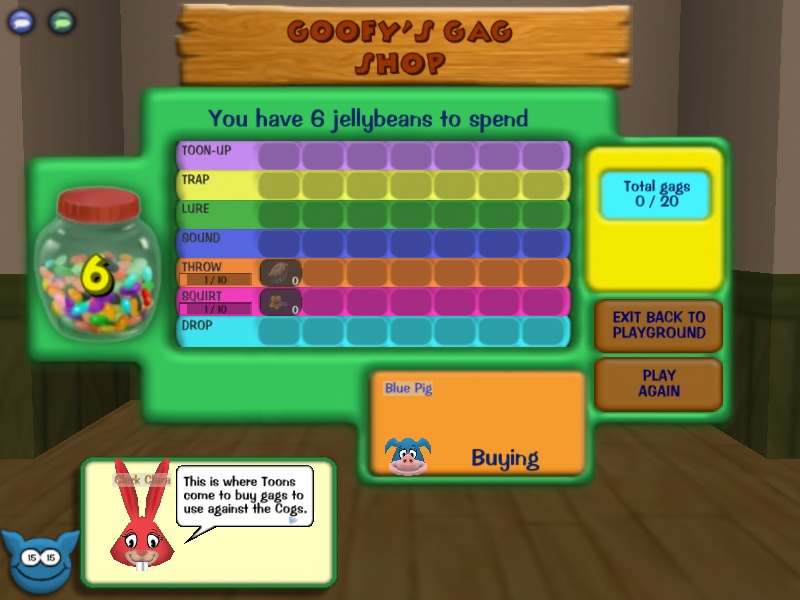 GOOFY'S GAG
SHOP
You have 6 jellybeans to spend
TOON-UP
TRAP
LURE
SOUND
THROW
1 / 10
0
SQUIRT
1 / 10
0
DROP
6
Total gags
0 / 20
EXIT BACK TO
PLAYGROUND
PLAY
AGAIN
Blue Pig
Buying
Clerk Clara
This is where Toons
come to buy gags to
use against the Cogs.
15 15